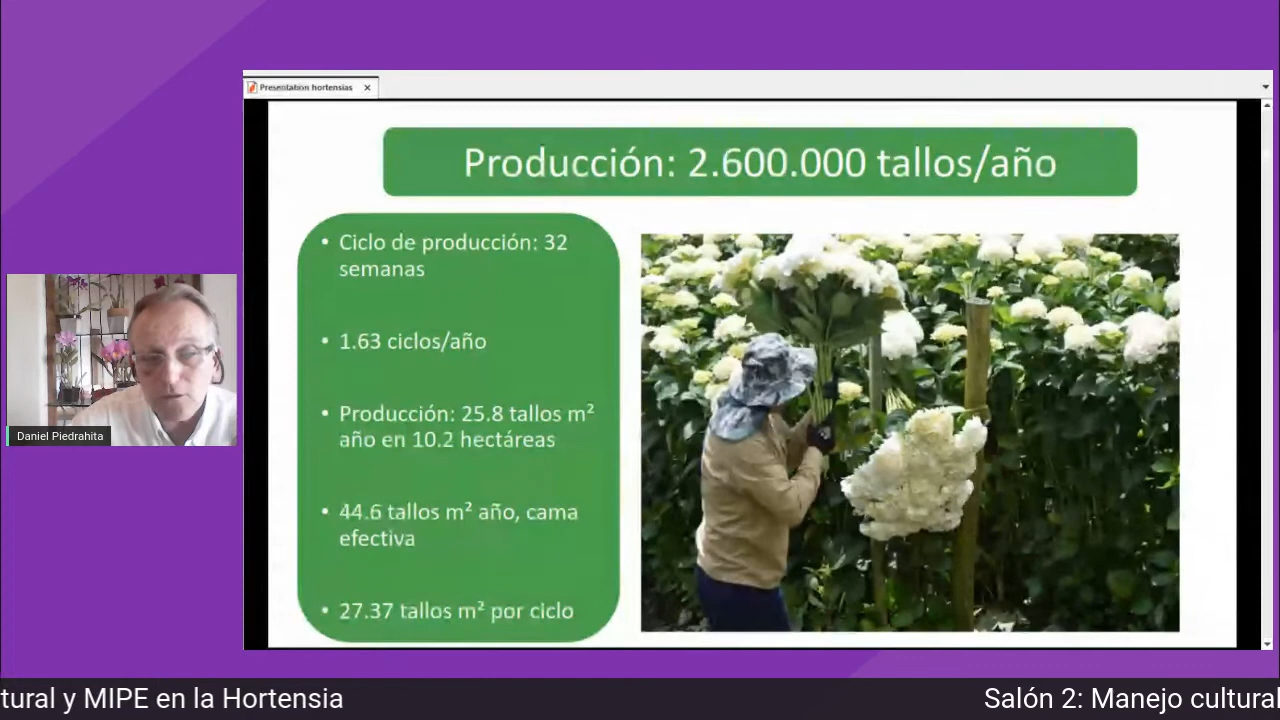 Presentation hortensias
Producción: 2.600.000 tallos/año
• Ciclo de producción: 32
semanas
• 1.63 ciclos/año
• Producción: 25.8 tallos m²
año en 10.2 hectáreas
• 44.6 tallos m² año, cama
efectiva
• 27.37 tallos m² por ciclo
Daniel Piedrahita
tural y MIPE en la Hortensia
Salón 2: Manejo cultural